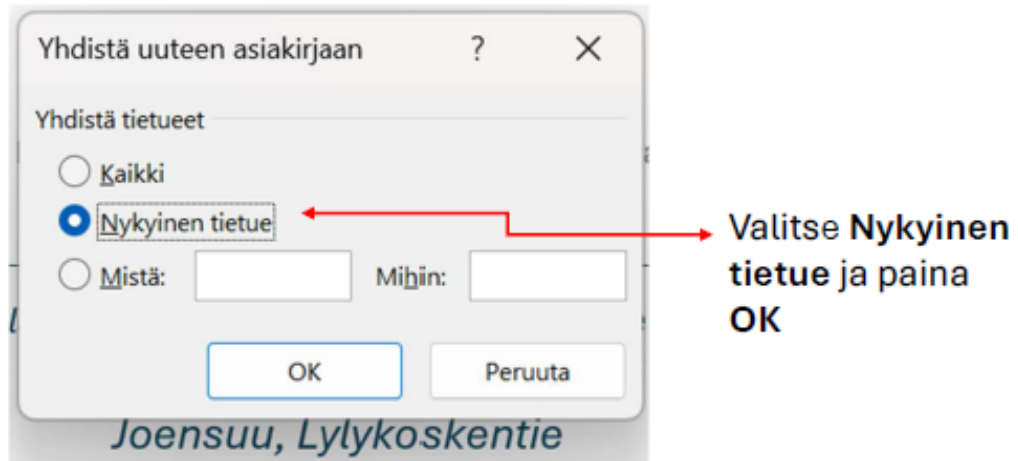 Yhdistä uuteen asiakirjaan ?
Yhdistä tietueet
Kaikki
Nykyinen tietue
Mistä: Mihin:
OK Peruuta
Joensuu, Lylykoskentie
Valitse Nykyinen
tietue ja paina
OK